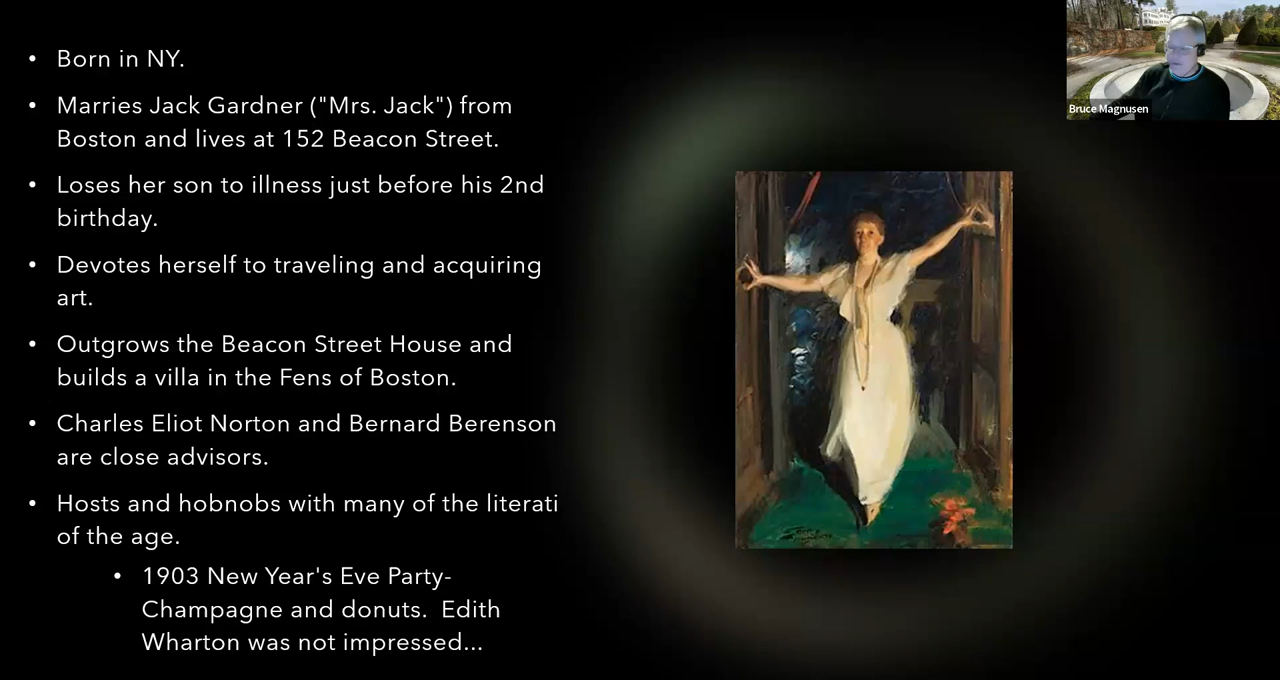 • Born in NY.
• Marries Jack Gardner ("Mrs. Jack") from
Boston and lives at 152 Beacon Street.
• Loses her son to illness just before his 2nd
birthday.
• Devotes herself to traveling and acquiring
art.
• Outgrows the Beacon Street House and
builds a villa in the Fens of Boston.
• Charles Eliot Norton and Bernard Berenson
are close advisors.
• Hosts and hobnobs with many of the literati
of the age.
• 1903 New Year's Eve Party-
Champagne and donuts.  Edith
Wharton was not impressed...
Bruce Magnusen